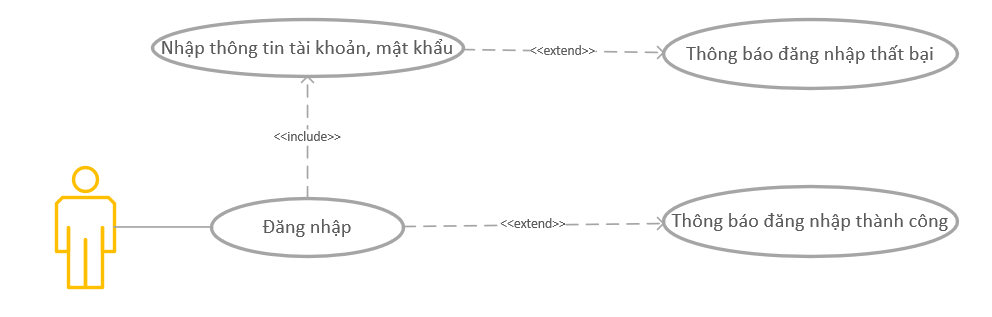 Nhập thông tin tài khoản, mật khẩu
<<extend>>
Thông báo đăng nhập thất bại
<<include>>
Đăng nhập
<<extend>>
Thông báo đăng nhập thành công